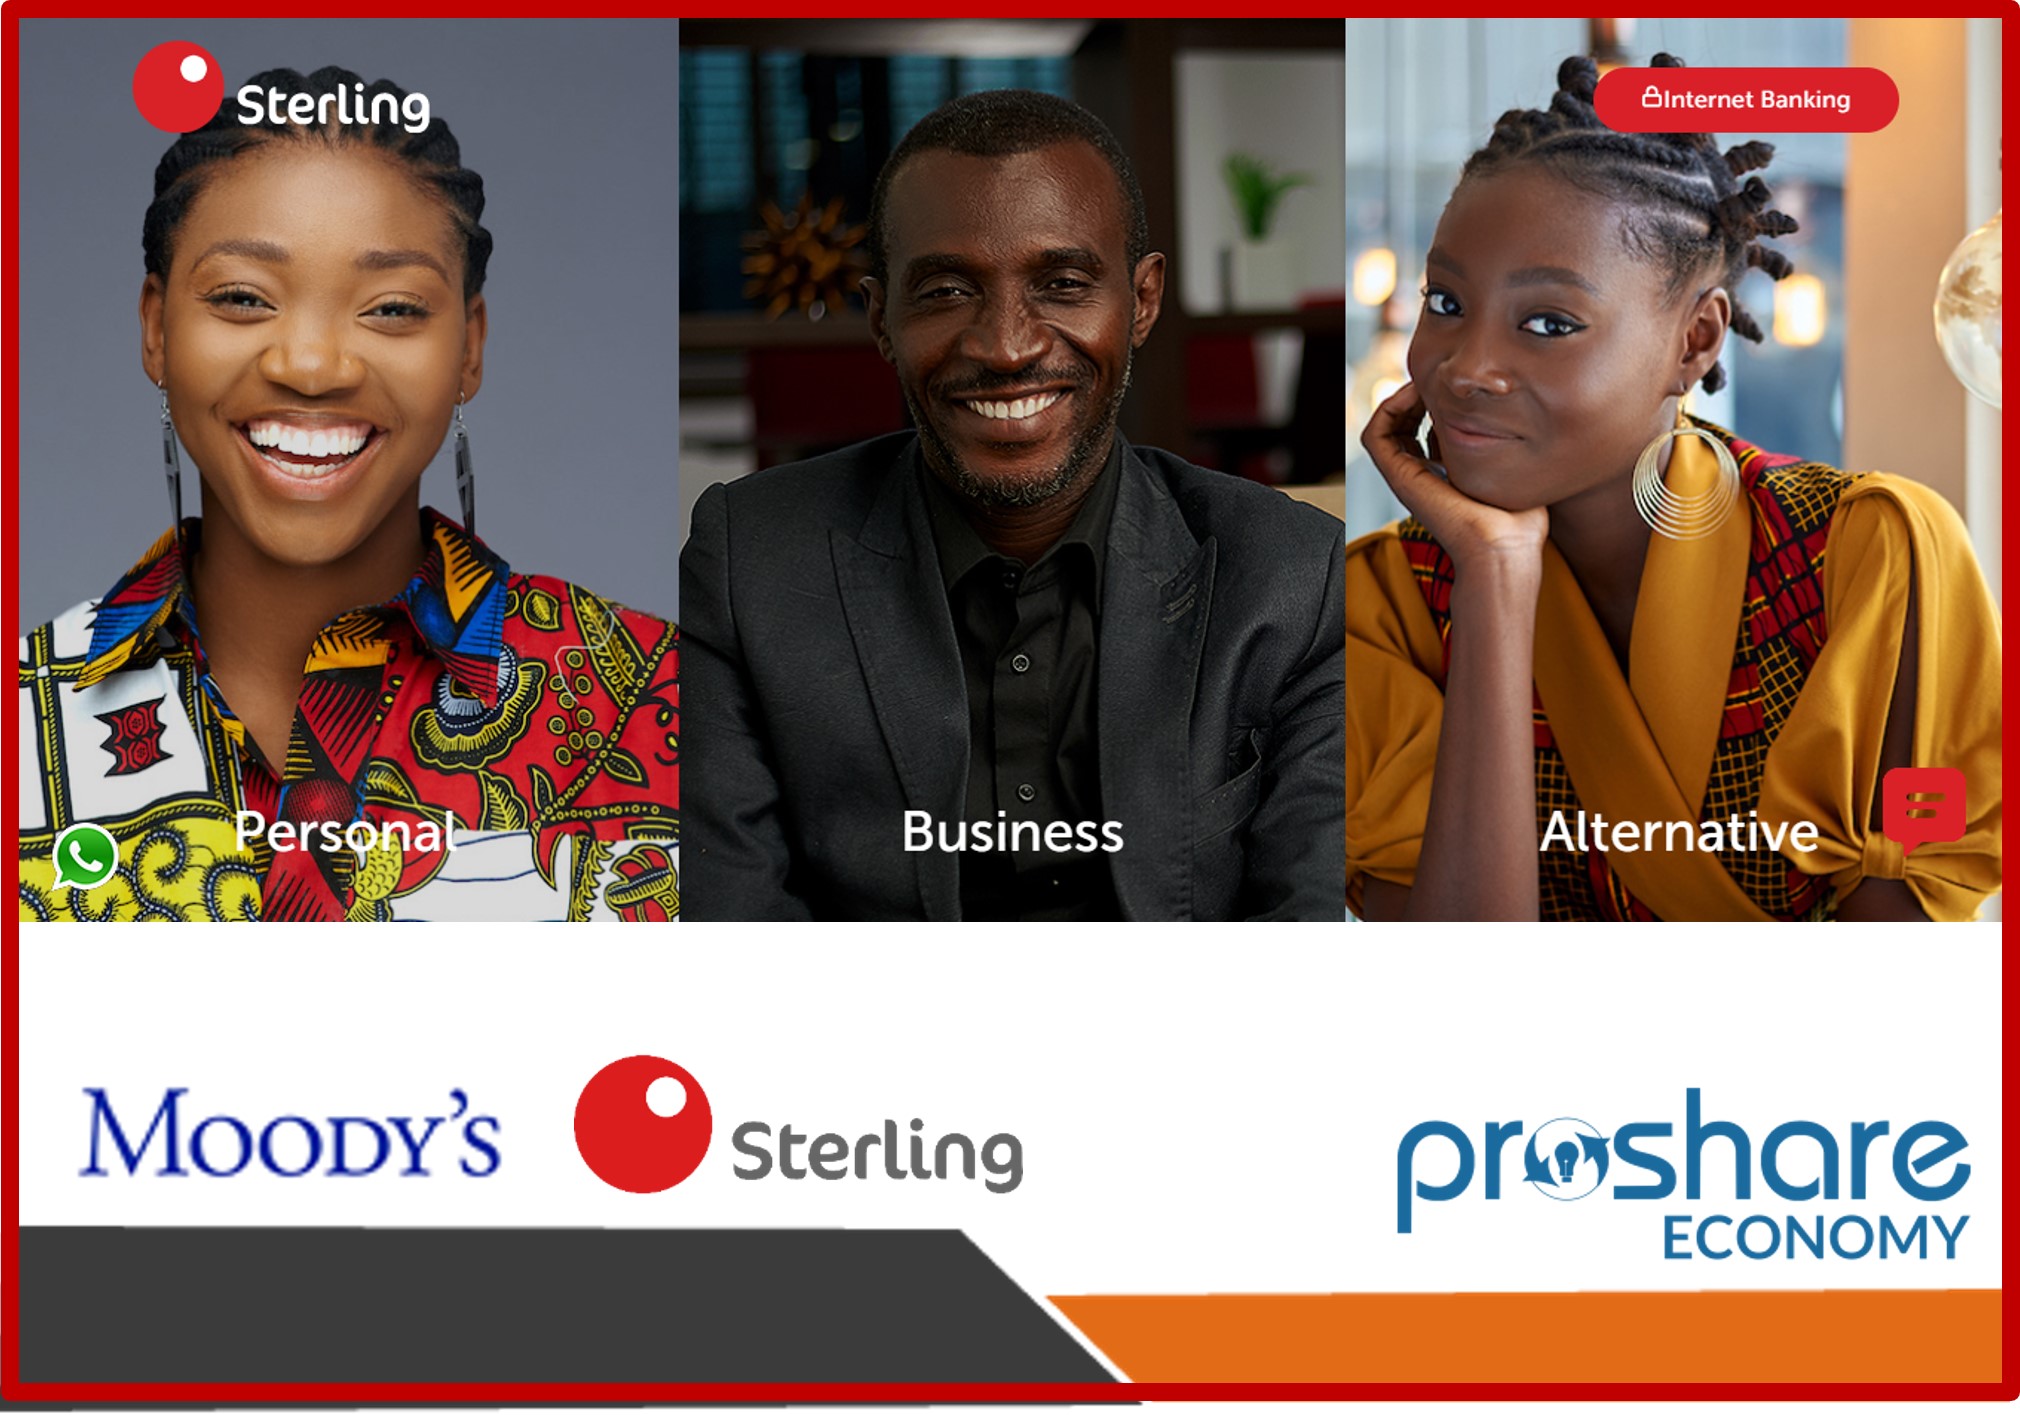 Sterling
Internet Banking
Personal
Business
Alternative
MOODY'S
Sterling
proshare
ECONOMY